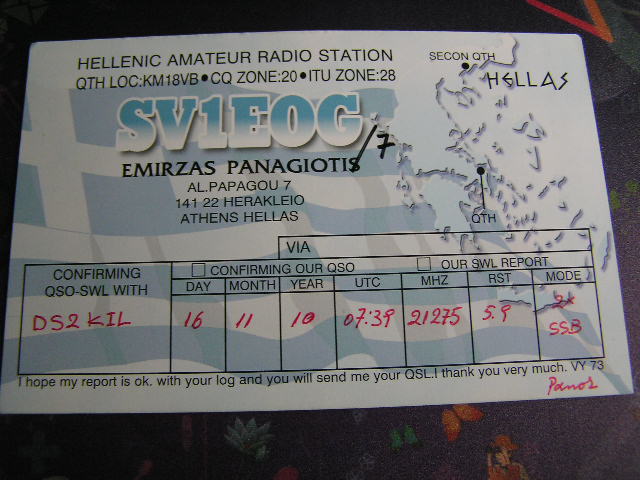 HELLENIC AMATEUR RADIO STATION
QTH LOC:KM18VB•CQ ZONE:20•ITU ZONE:28
SECON QTH
HELLAS
SV1EOG/7
EMIRZAS PANAGIOTIS
AL.PAPAGOU 7
141 22 HERAKLEIO
ATHENS HELLAS
QTH
VIA
CONFIRMING QSO-SWL WITH
CONFIRMING OUR QSO
OUR SWL REPORT
DAY MONTH YEAR UTC MHZ RST MODE
DS2KIL 16 11 10 07:39 21275 5.9 2x SSB
I hope my report is ok. with your log and you will send me your QSL.I thank you very much. VY 73
Panos